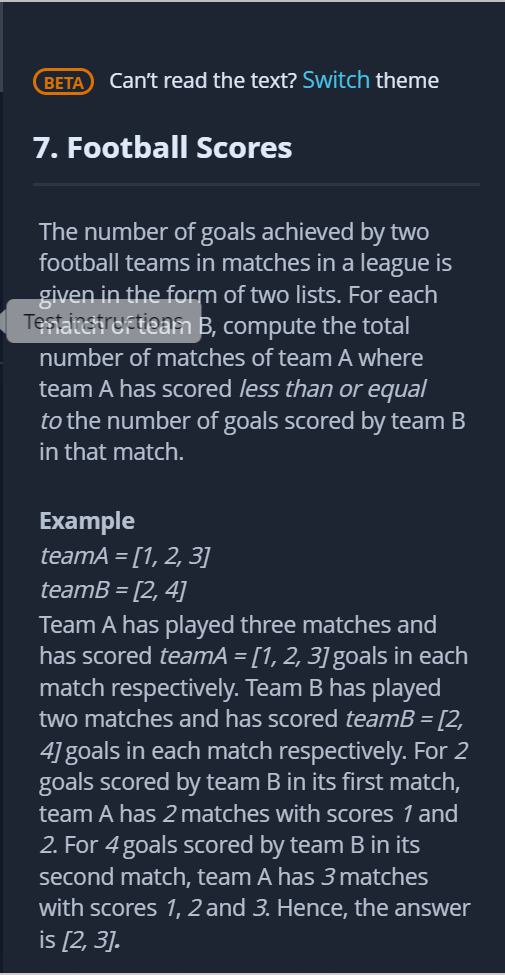 BETA Can't read the text? Switch theme
7. Football Scores
The number of goals achieved by two
football teams in matches in a league is
given in the form of two lists. For each
Test instructions
match of team B, compute the total
number of matches of team A where
team A has scored less than or equal
to the number of goals scored by team B
in that match.
Example
teamA = [1, 2, 3]
teamB = [2, 4]
Team A has played three matches and
has scored teamA = [1, 2, 3] goals in each
match respectively. Team B has played
two matches and has scored teamB = [2,
4] goals in each match respectively. For 2
goals scored by team B in its first match,
team A has 2 matches with scores 1 and
2. For 4 goals scored by team B in its
second match, team A has 3 matches
with scores 1, 2 and 3. Hence, the answer
is [2, 3].